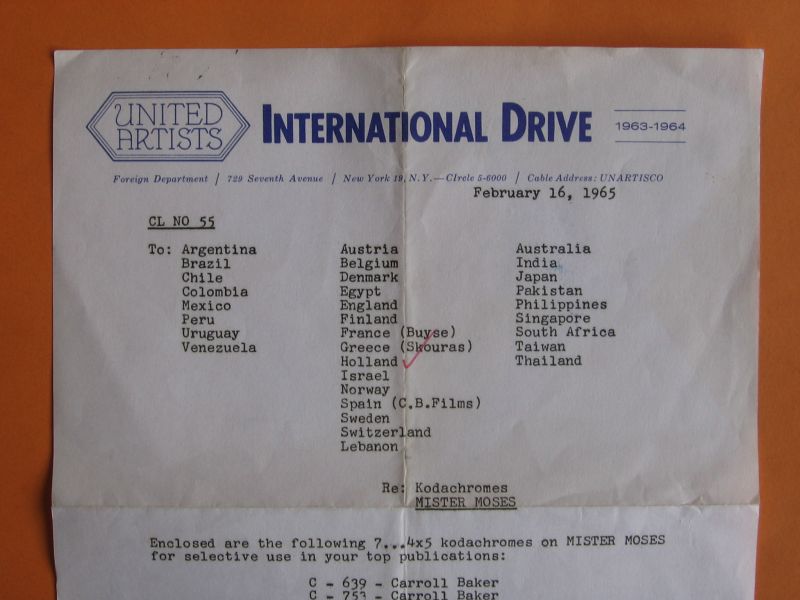 UNITED ARTISTS INTERNATIONAL DRIVE 1963-1964
Foreign Department / 729 Seventh Avenue / New York 19, N.Y.—CIrcle 5-6000 / Cable Address: UNARTISCO
February 16, 1965
CL NO 55
To: Argentina Austria Australia
Brazil Belgium India
Chile Denmark Japan
Colombia Egypt Pakistan
Mexico England Philippines
Peru Finland Singapore
Uruguay France (Buyse) South Africa
Venezuela Greece (Skouras) Taiwan
Holland Thailand
Israel
Norway
Spain (C.B.Films)
Sweden
Switzerland
Lebanon
Re: Kodachromes
MISTER MOSES
Enclosed are the following 7...4x5 kodachromes on MISTER MOSES
for selective use in your top publications:
C - 639 - Carroll Baker
C - 753 - Carroll Baker